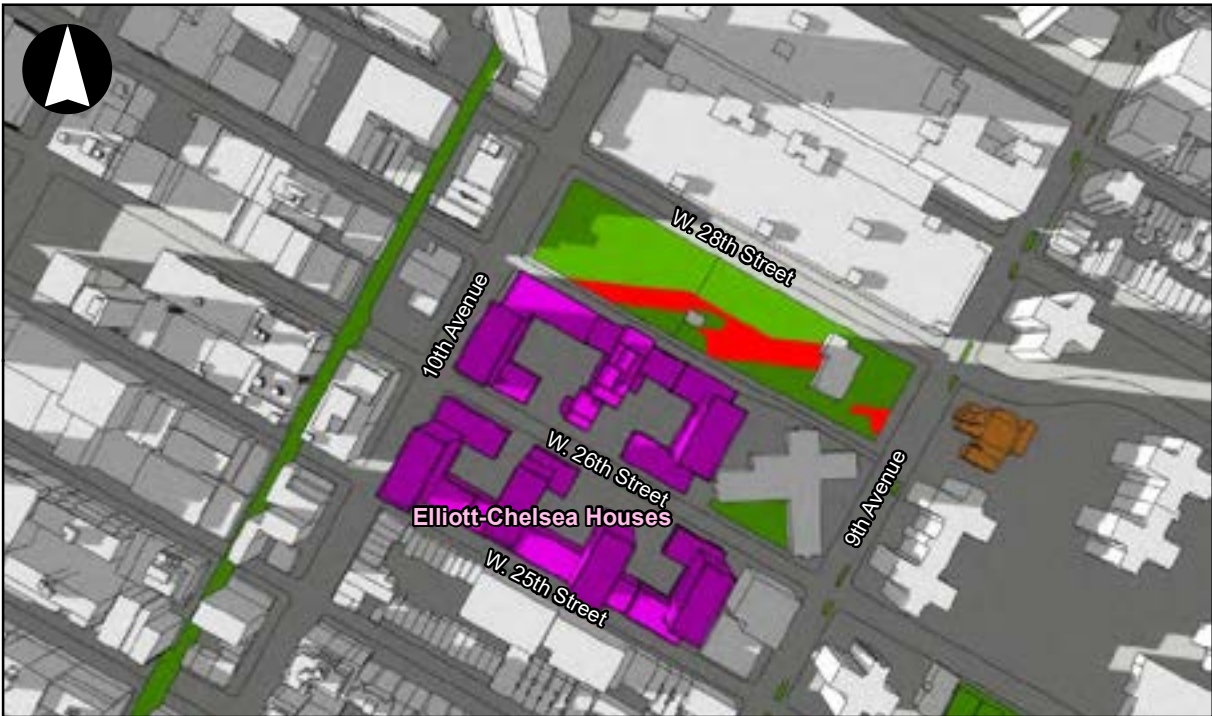 W. 28th Street
10th Avenue
W. 26th Street
9th Avenue
Elliott-Chelsea Houses
W. 25th Street